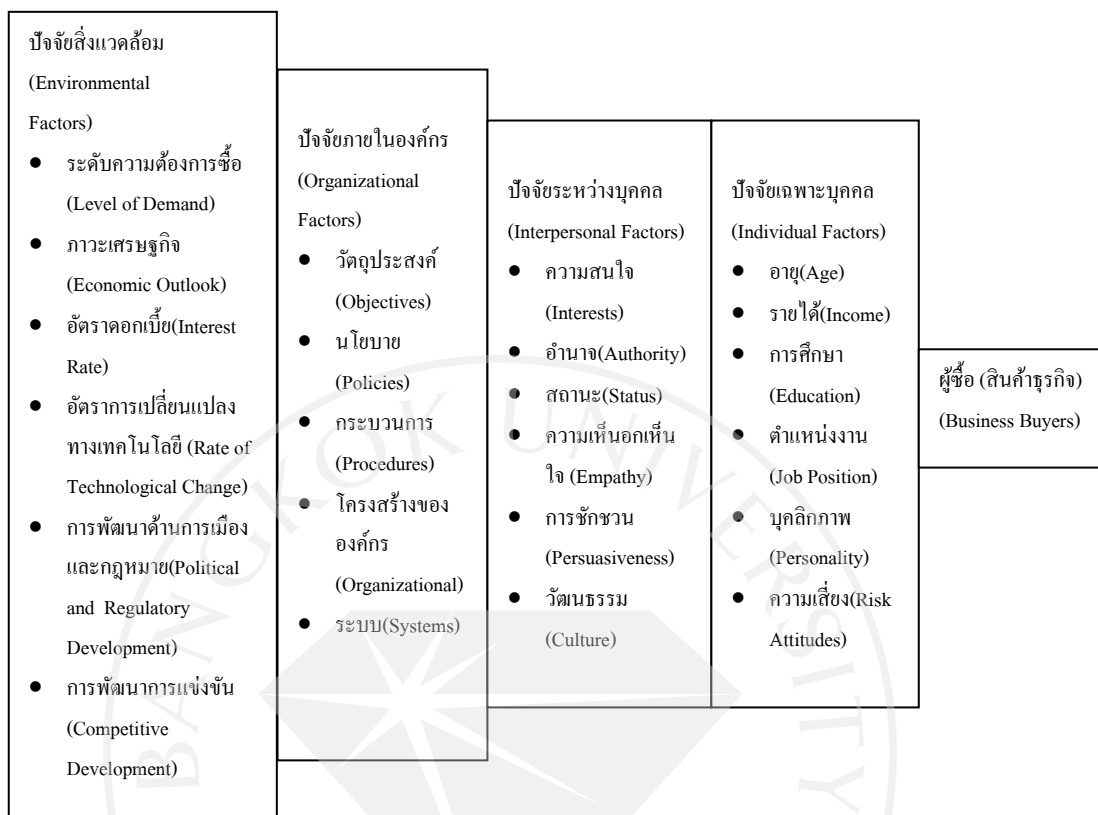 ปัจจัยสิ่งแวดล้อม
(Environmental
Factors)
● ระดับความต้องการซื้อ
(Level of Demand)
● ภาวะเศรษฐกิจ
(Economic Outlook)
● อัตราดอกเบี้ย(Interest
Rate)
● อัตราการเปลี่ยนแปลง
ทางเทคโนโลยี (Rate of
Technological Change)
● การพัฒนาด้านการเมือง
และกฎหมาย(Political
and Regulatory
Development)
● การพัฒนาการแข่งขัน
(Competitive
Development)
ปัจจัยภายในองค์กร
(Organizational
Factors)
● วัตถุประสงค์
(Objectives)
● นโยบาย
(Policies)
● กระบวนการ
(Procedures)
● โครงสร้างของ
องค์กร
(Organizational)
● ระบบ(Systems)
ปัจจัยระหว่างบุคคล
(Interpersonal Factors)
● ความสนใจ
(Interests)
● อำนาจ(Authority)
● สถานะ(Status)
● ความเห็นอกเห็น
ใจ (Empathy)
● การชักชวน
(Persuasiveness)
● วัฒนธรรม
(Culture)
ปัจจัยเฉพาะบุคคล
(Individual Factors)
● อายุ(Age)
● รายได้(Income)
● การศึกษา
(Education)
● ตำแหน่งงาน
(Job Position)
● บุคลิกภาพ
(Personality)
● ความเสี่ยง(Risk
Attitudes)
ผู้ซื้อ (สินค้าธุรกิจ)
(Business Buyers)
BANGKOK UNIVERSITY